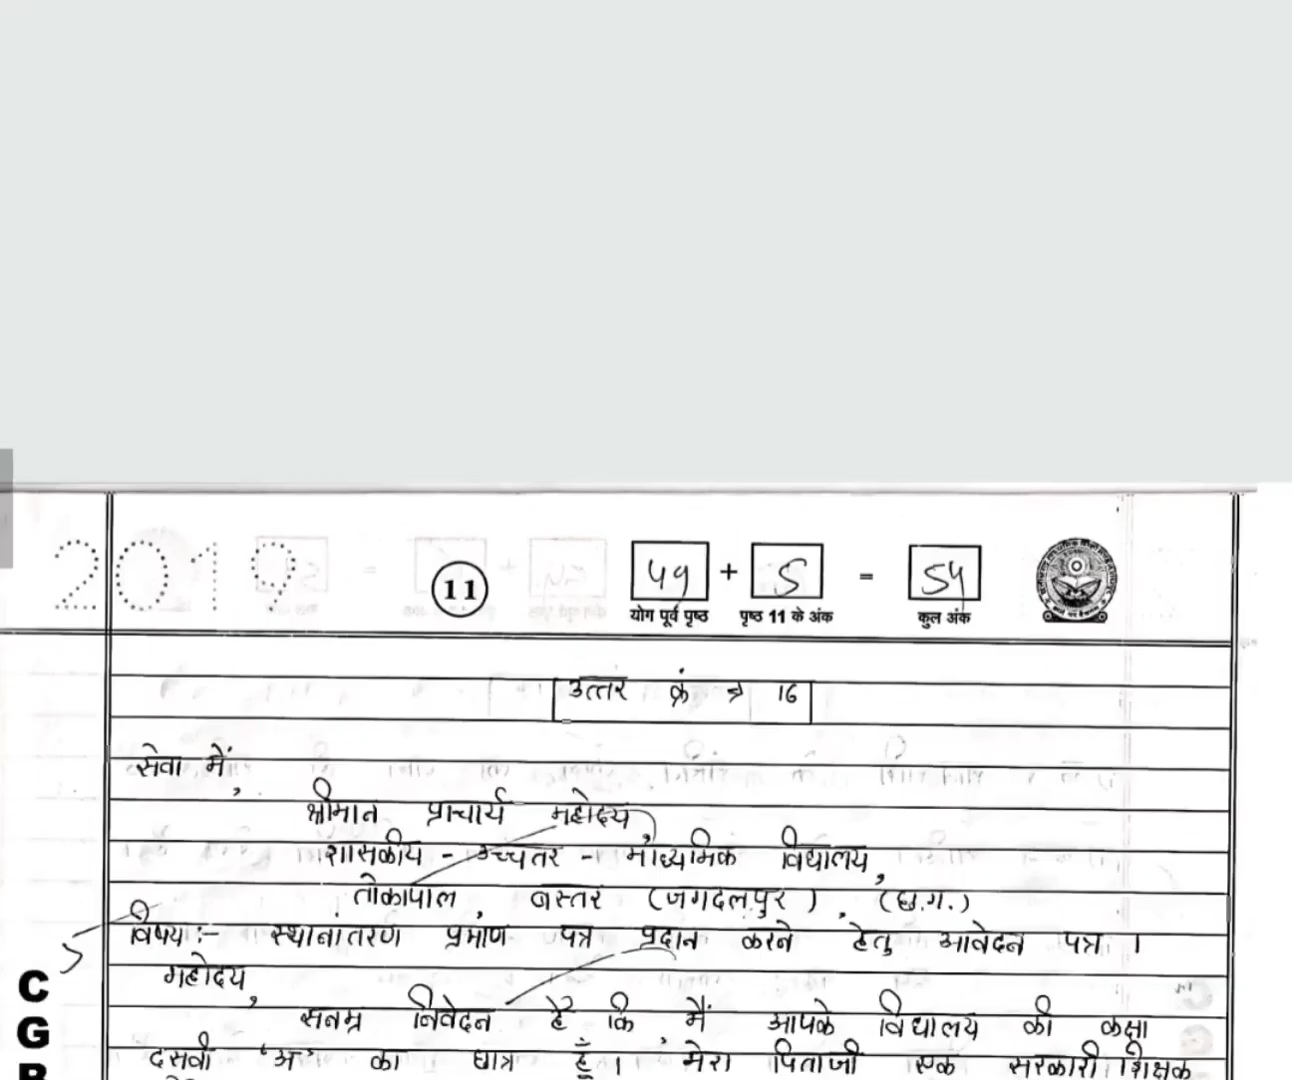 2019
11
49 + 5 = 54
योग पूर्व पृष्ठ पृष्ठ 11 के अंक कुल अंक
उत्तर क्रं → 16
सेवा में,
श्रीमान प्राचार्य महोदय,
शासकीय - उच्चतर - माध्यमिक विद्यालय,
तोकापाल, बस्तर (जगदलपुर), (छ.ग.)
विषय :- स्थानांतरण प्रमाण पत्र प्रदान करने हेतु आवेदन पत्र ।
5
महोदय,
सनम्र निवेदन है कि, मैं आपके विद्यालय की कक्षा
दसवी 'अ' का छात्र हूँ । मेरा पिताजी एक सरकारी शिक्षक
C
G
B